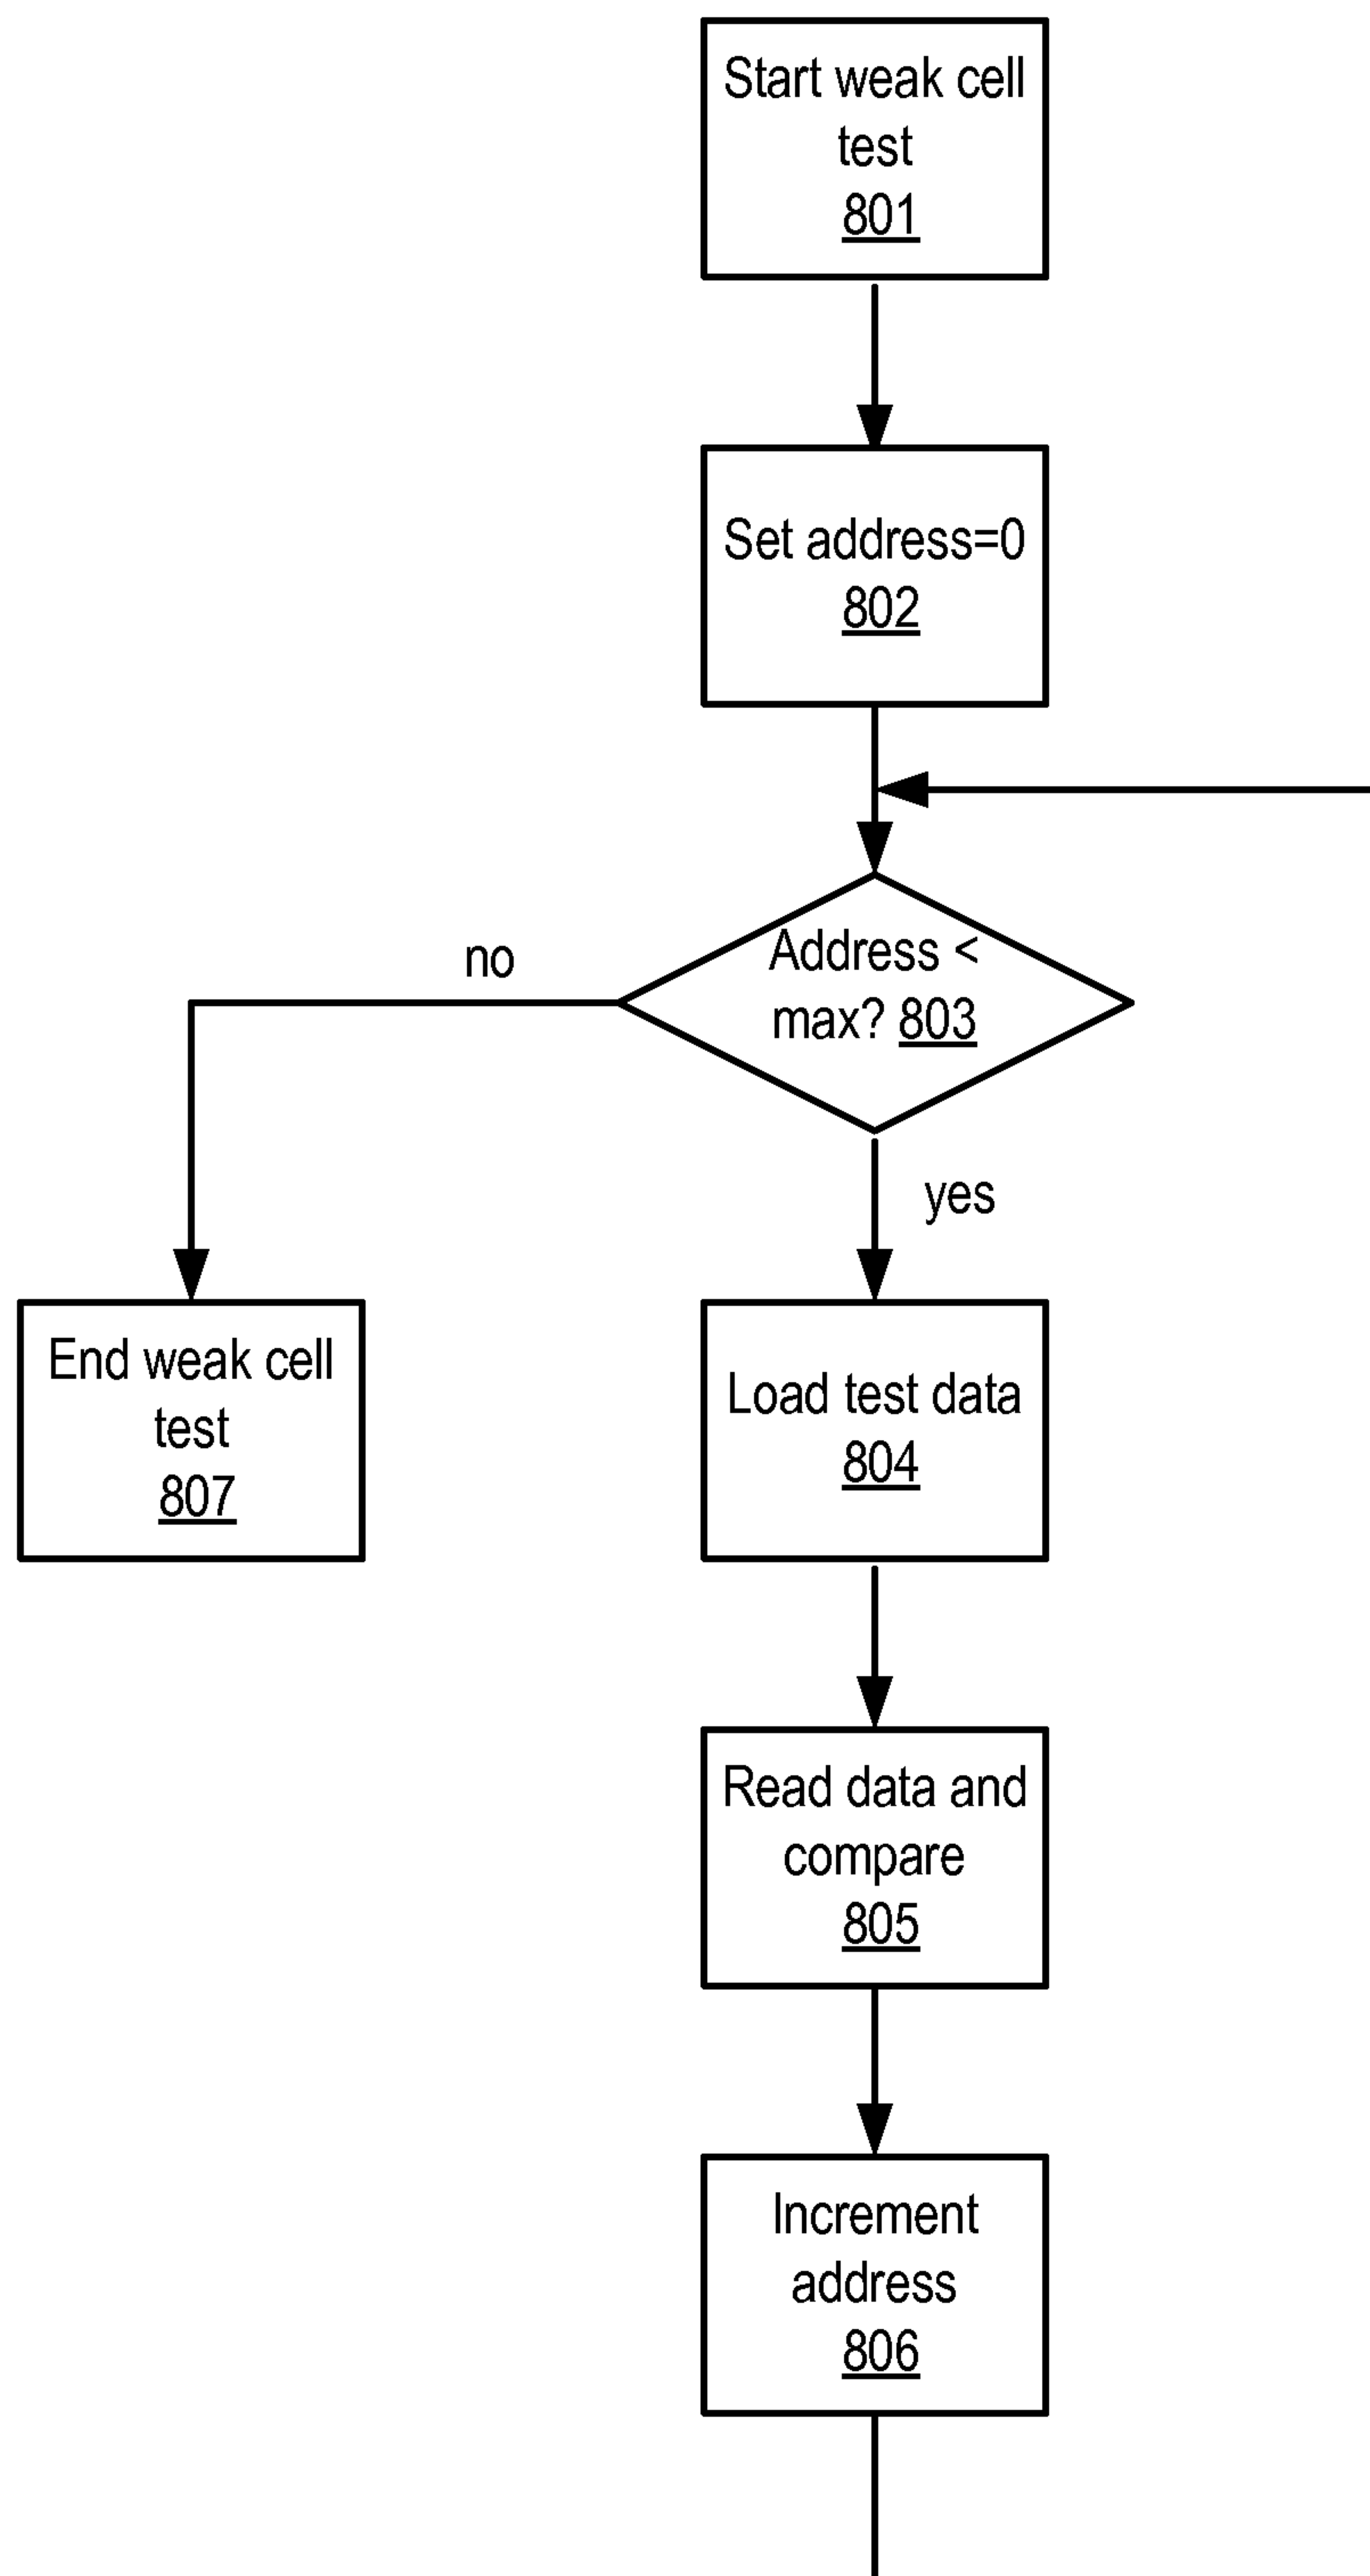 Start weak cell
test
801
Set address=0
802
Address <
max? 803
no
yes
End weak cell
test
807
Load test data
804
Read data and
compare
805
Increment
address
806